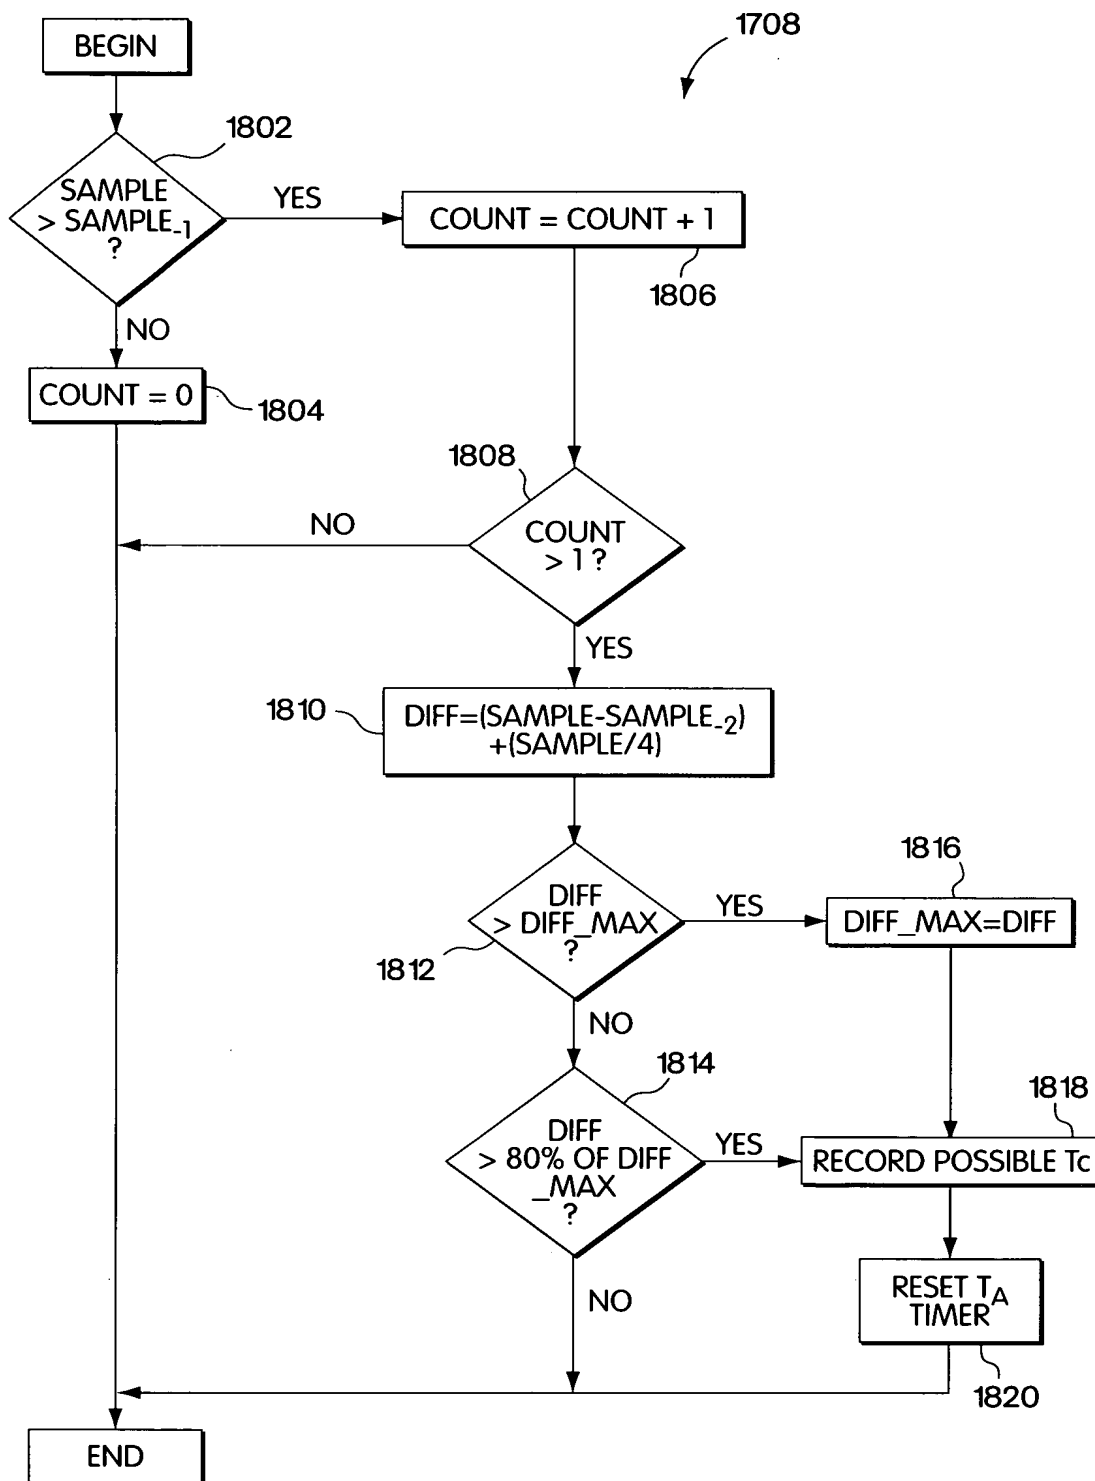 BEGIN
1708
1802
SAMPLE
> SAMPLE-1
?
YES
COUNT = COUNT + 1
1806
NO
COUNT = 0
1804
1808
COUNT
> 1 ?
NO
YES
1810
DIFF=(SAMPLE-SAMPLE-2)
+(SAMPLE/4)
1812
DIFF
> DIFF_MAX
?
YES
1816
DIFF_MAX=DIFF
NO
1814
DIFF
> 80% OF DIFF
_MAX
?
YES
1818
RECORD POSSIBLE Tc
NO
RESET TA
TIMER
1820
END